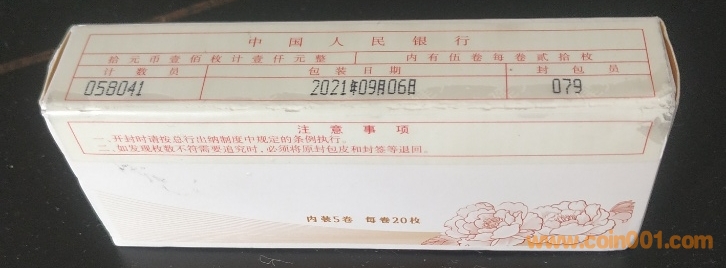 中国人民银行
拾元币壹佰枚计壹仟元整 内有伍卷每卷贰拾枚
计数员 包装日期 封包员
058041 2021年09月06日 079
注意事项
一、开封时请按总行出纳制度中规定的条例执行。
二、如发现枚数不符需要追究时，必须将原封包皮和封签等退回。
内装5卷 每卷20枚
www.coin001.com